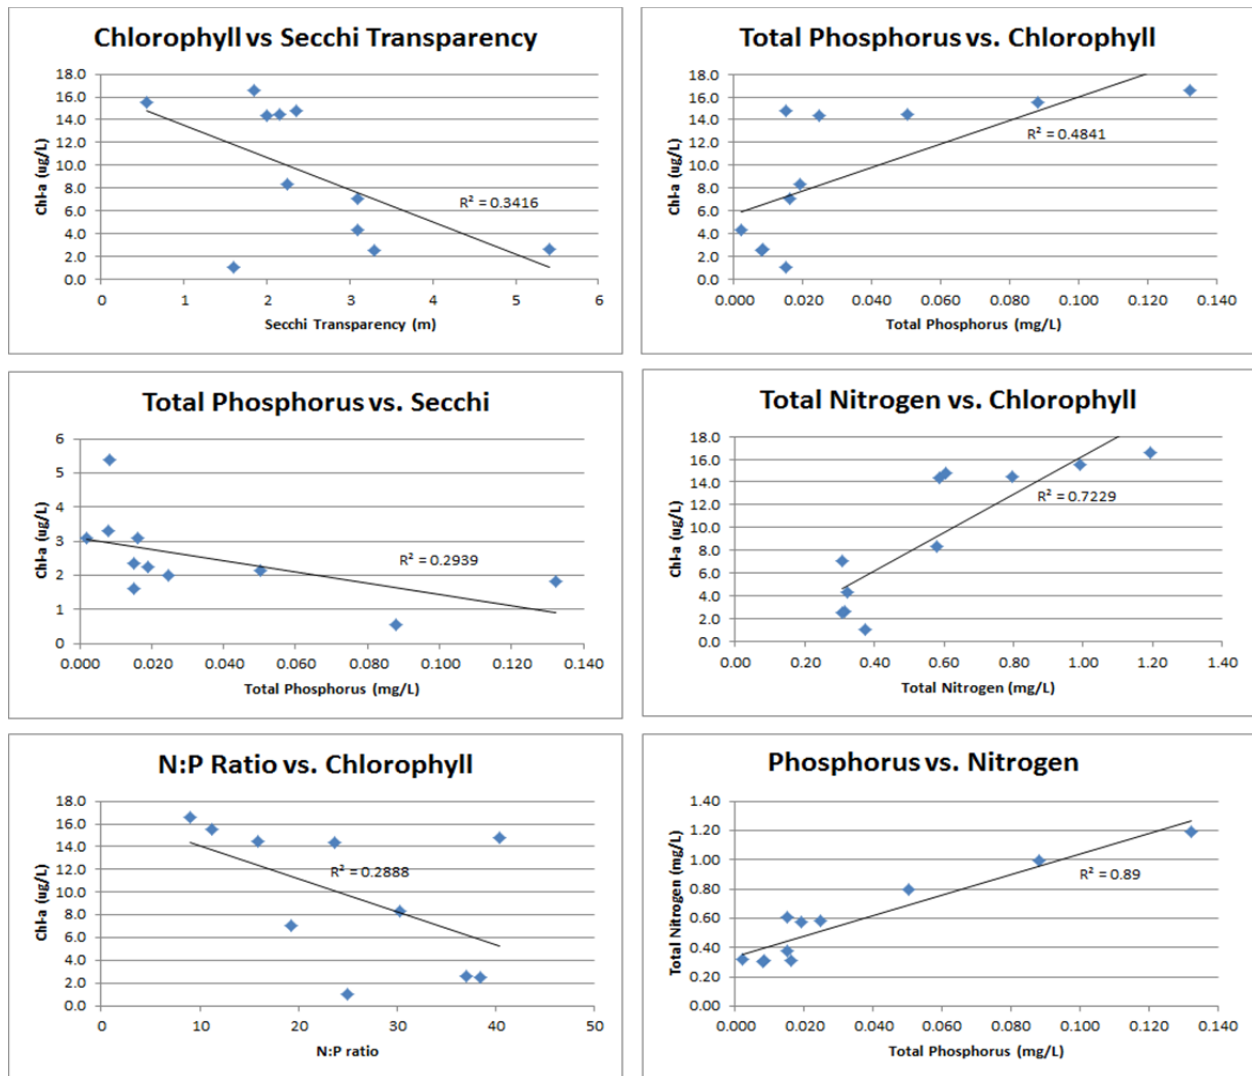 Chlorophyll vs Secchi Transparency
18.0
16.0
14.0
12.0
10.0
8.0
6.0
4.0
2.0
0.0
Chl-a (ug/L)
R² = 0.3416
0 1 2 3 4 5 6
Secchi Transparency (m)
Total Phosphorus vs. Chlorophyll
18.0
16.0
14.0
12.0
10.0
8.0
6.0
4.0
2.0
0.0
Chl-a (ug/L)
R² = 0.4841
0.000 0.020 0.040 0.060 0.080 0.100 0.120 0.140
Total Phosphorus (mg/L)
Total Phosphorus vs. Secchi
6
5
4
3
2
1
0
Chl-a (ug/L)
R² = 0.2939
0.000 0.020 0.040 0.060 0.080 0.100 0.120 0.140
Total Phosphorus (mg/L)
Total Nitrogen vs. Chlorophyll
18.0
16.0
14.0
12.0
10.0
8.0
6.0
4.0
2.0
0.0
Chl-a (ug/L)
R² = 0.7229
0.00 0.20 0.40 0.60 0.80 1.00 1.20 1.40
Total Nitrogen (mg/L)
N:P Ratio vs. Chlorophyll
18.0
16.0
14.0
12.0
10.0
8.0
6.0
4.0
2.0
0.0
Chl-a (ug/L)
R² = 0.2888
0 10 20 30 40 50
N:P ratio
Phosphorus vs. Nitrogen
1.40
1.20
1.00
0.80
0.60
0.40
0.20
0.00
Total Nitrogen (mg/L)
R² = 0.89
0.000 0.020 0.040 0.060 0.080 0.100 0.120 0.140
Total Phosphorus (mg/L)